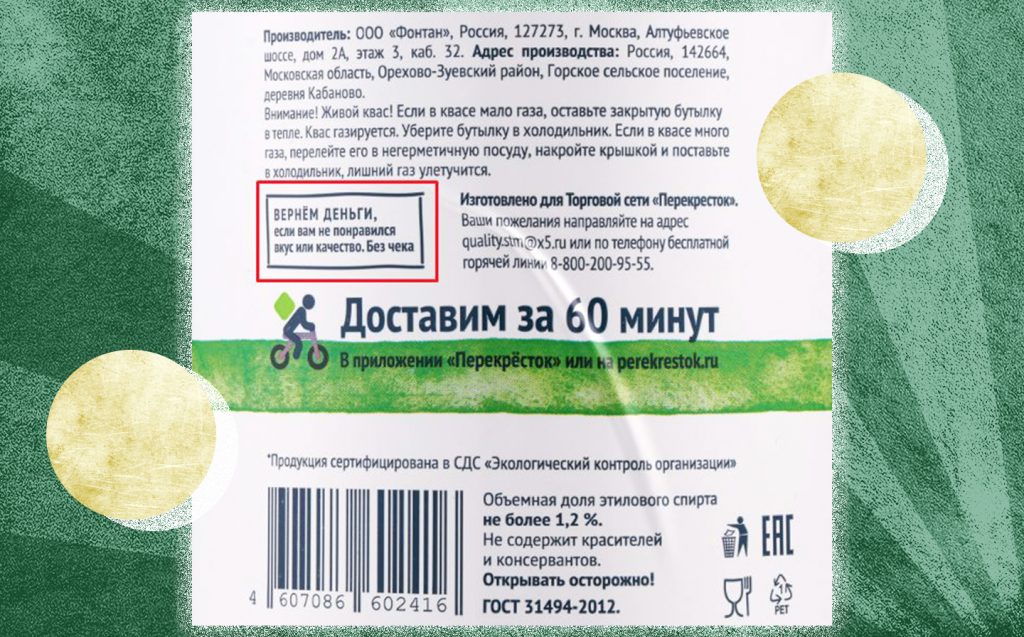 Производитель: ООО «Фонтан», Россия, 127273, г. Москва, Алтуфьевское
шоссе, дом 2А, этаж 3, каб. 32. Адрес производства: Россия, 142664,
Московская область, Орехово-Зуевский район, Горское сельское поселение,
деревня Кабаново.
Внимание! Живой квас! Если в квасе мало газа, оставьте закрытую бутылку
в тепле. Квас газируется. Уберите бутылку в холодильник. Если в квасе много
газа, перелейте его в негерметичную посуду, накройте крышкой и поставьте
в холодильник, лишний газ улетучится.
ВЕРНЁМ ДЕНЬГИ,
если вам не понравился
вкус или качество. Без чека
Изготовлено для Торговой сети «Перекресток».
Ваши пожелания направляйте на адрес
quality.stm@x5.ru или по телефону бесплатной
горячей линии 8-800-200-95-55.
Доставим за 60 минут
В приложении «Перекрёсток» или на perekrestok.ru
*Продукция сертифицирована в СДС «Экологический контроль организации»
4 607086 602416
Объемная доля этилового спирта
не более 1,2 %.
Не содержит красителей
и консервантов.
Открывать осторожно!
ГОСТ 31494-2012.
EAC
1
PET